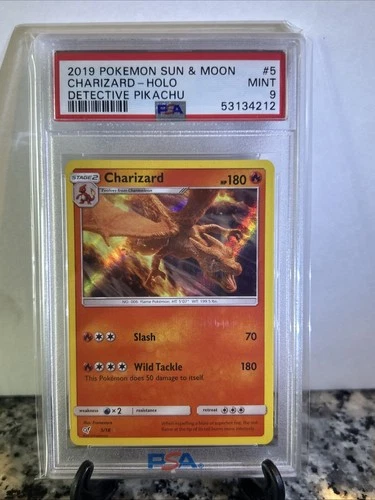 2019 POKEMON SUN & MOON #5
CHARIZARD - HOLO MINT
DETECTIVE PIKACHU 9
PSA 53134212
STAGE 2 Charizard HP 180
Evolves from Charmeleon
Slash 70
Wild Tackle 180
This Pokémon does 50 damage to itself.
weakness ×2 resistance retreat
5/18
PSA